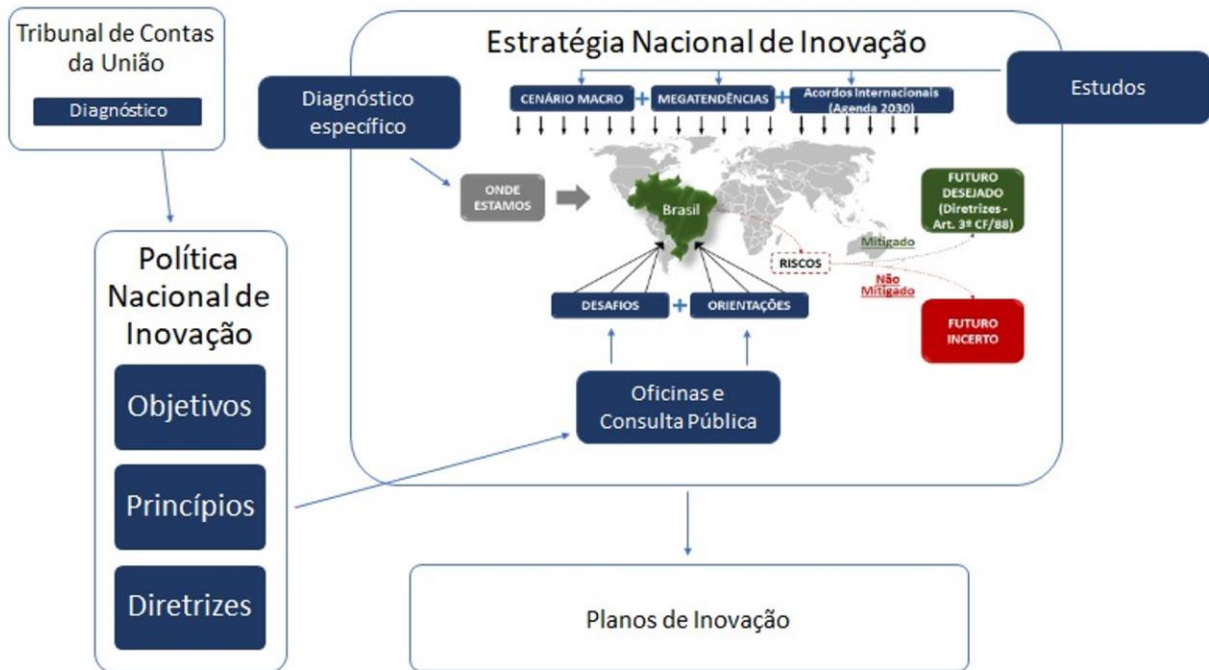 Tribunal de Contas
da União
Diagnóstico
Política
Nacional de
Inovação
Objetivos
Princípios
Diretrizes
Estratégia Nacional de Inovação
Diagnóstico
específico
Estudos
CENÁRIO MACRO + MEGATENDÊNCIAS + Acordos Internacionais
(Agenda 2030)
ONDE
ESTAMOS
Brasil
FUTURO
DESEJADO
(Diretrizes -
Art. 3º CF/88)
Mitigado
RISCOS
Não
Mitigado
FUTURO
INCERTO
DESAFIOS + ORIENTAÇÕES
Oficinas e
Consulta Pública
Planos de Inovação